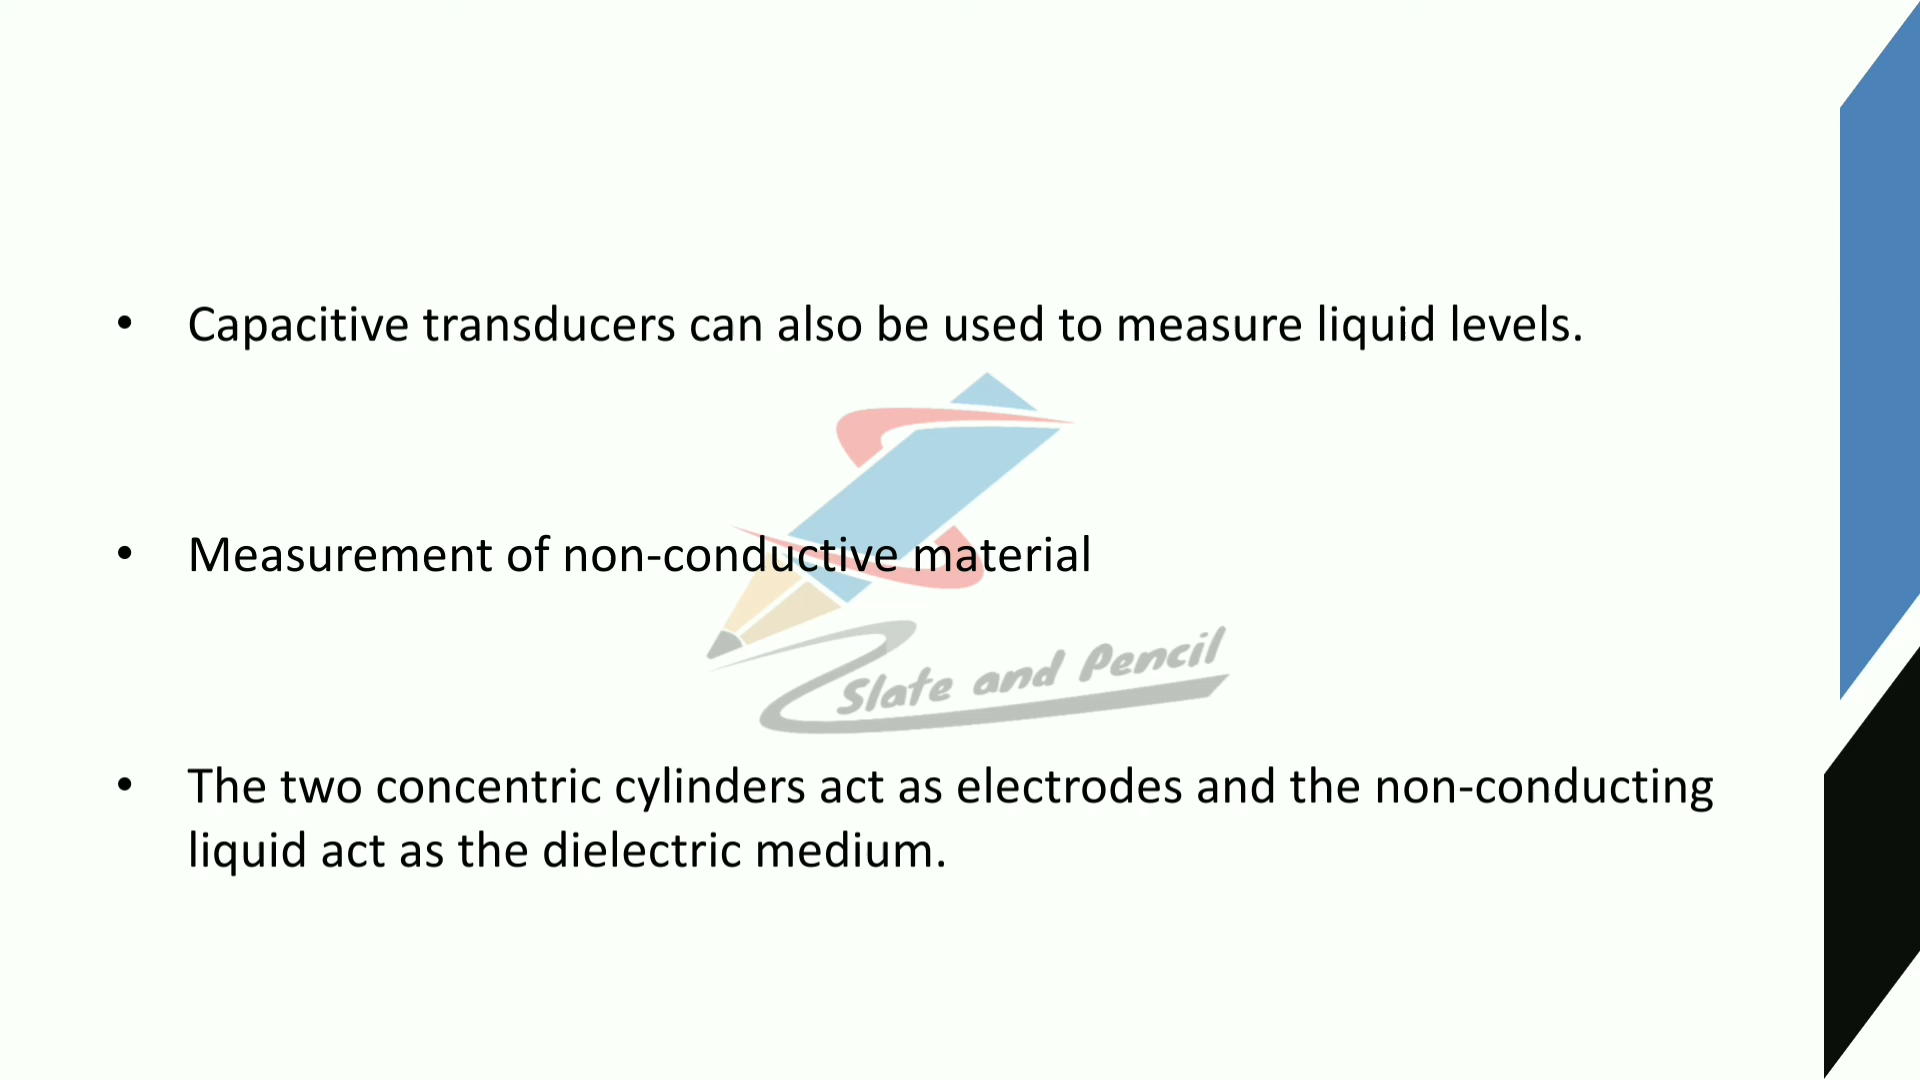 • Capacitive transducers can also be used to measure liquid levels.
• Measurement of non-conductive material
Slate and Pencil
• The two concentric cylinders act as electrodes and the non-conducting
liquid act as the dielectric medium.